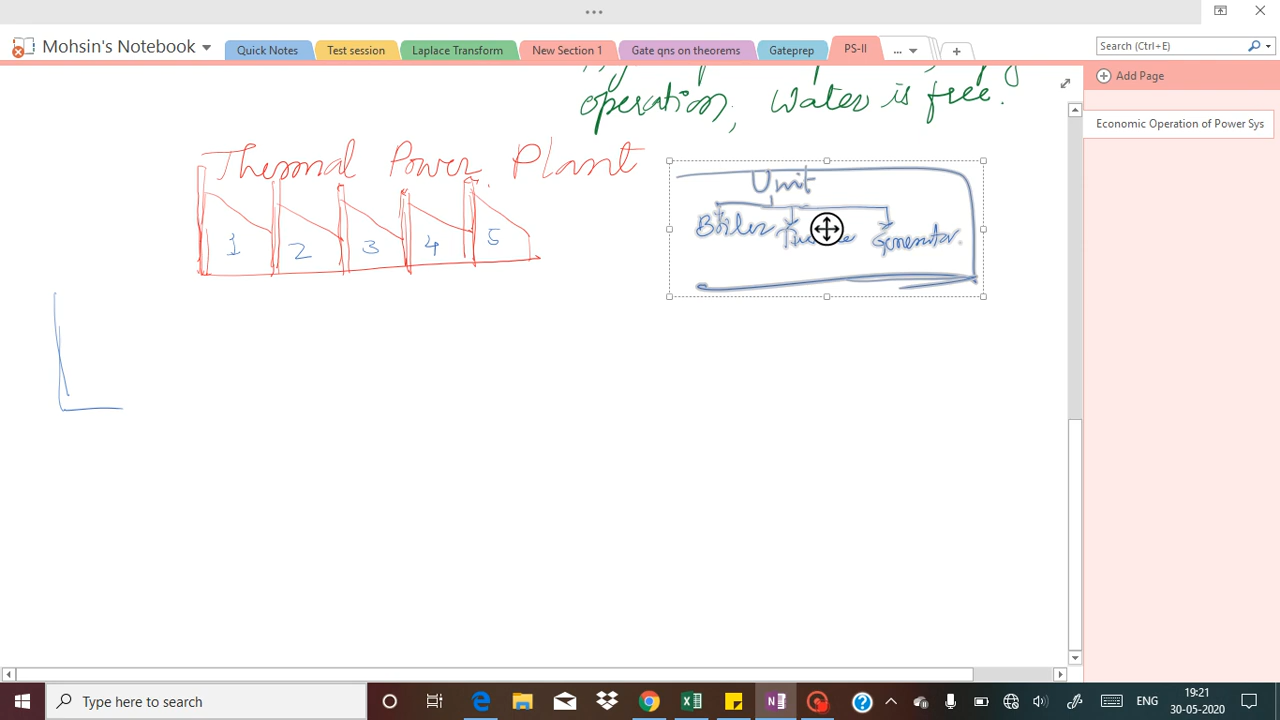 Mohsin's Notebook
Quick Notes
Test session
Laplace Transform
New Section 1
Gate qns on theorems
Gateprep
PS-II
...
Search (Ctrl+E)
Add Page
Economic Operation of Power Sys
operation, Water is free.
Thermal Power Plant
1 2 3 4 5
Unit
Boiler Generator
Type here to search
ENG
19:21
30-05-2020